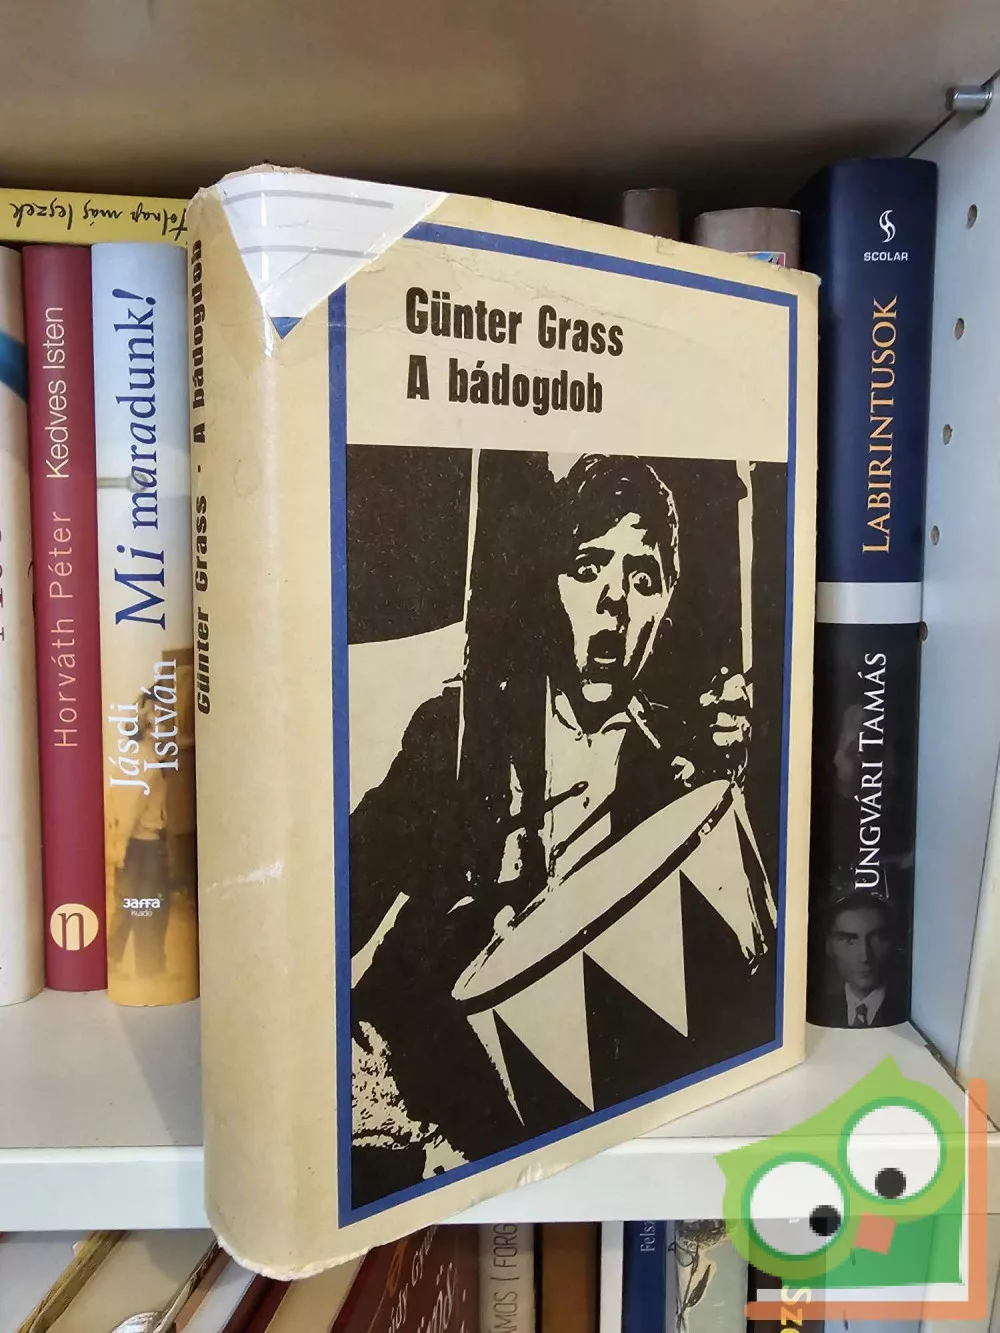 Günter Grass
A bádogdob
Günter Grass · A bádogdob
Holnap más leszek
Horváth Péter Kedves Isten
n
Jásdi
István
Mi maradunk!
Jaffa
Kiadó
SCOLAR
UNGVÁRI TAMÁS LABIRINTUSOK